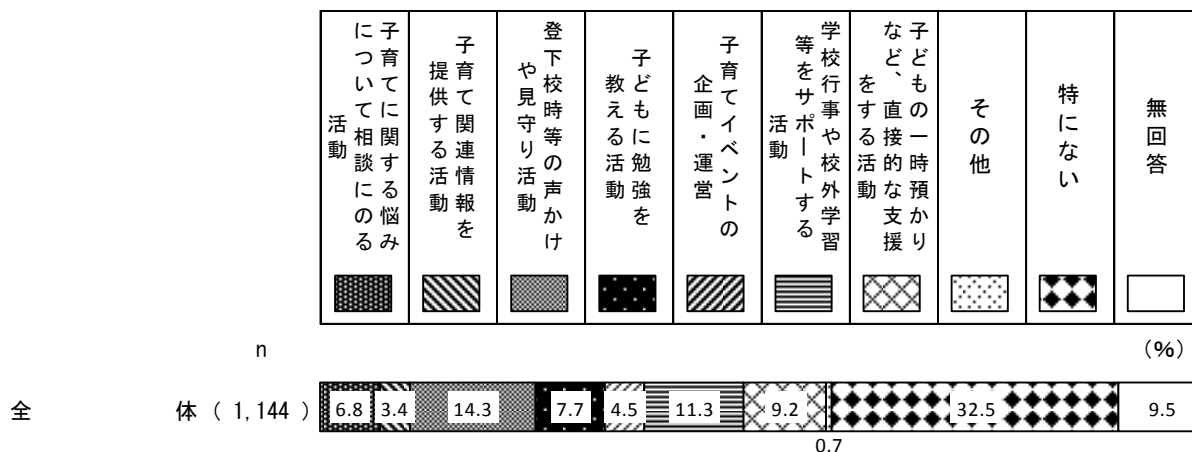 子育てに関する悩み
について相談にのる
活動
子育て関連情報を
提供する活動
登下校時等の声かけ
や見守り活動
子どもに勉強を
教える活動
子育てイベントの
企画・運営
学校行事や校外学習
等をサポートする
活動
子どもの一時預かり
など、直接的な支援
をする活動
その他
特にない
無回答
n
(%)
全体 ( 1,144 ) 6.8 3.4 14.3 7.7 4.5 11.3 9.2 32.5 9.5
0.7